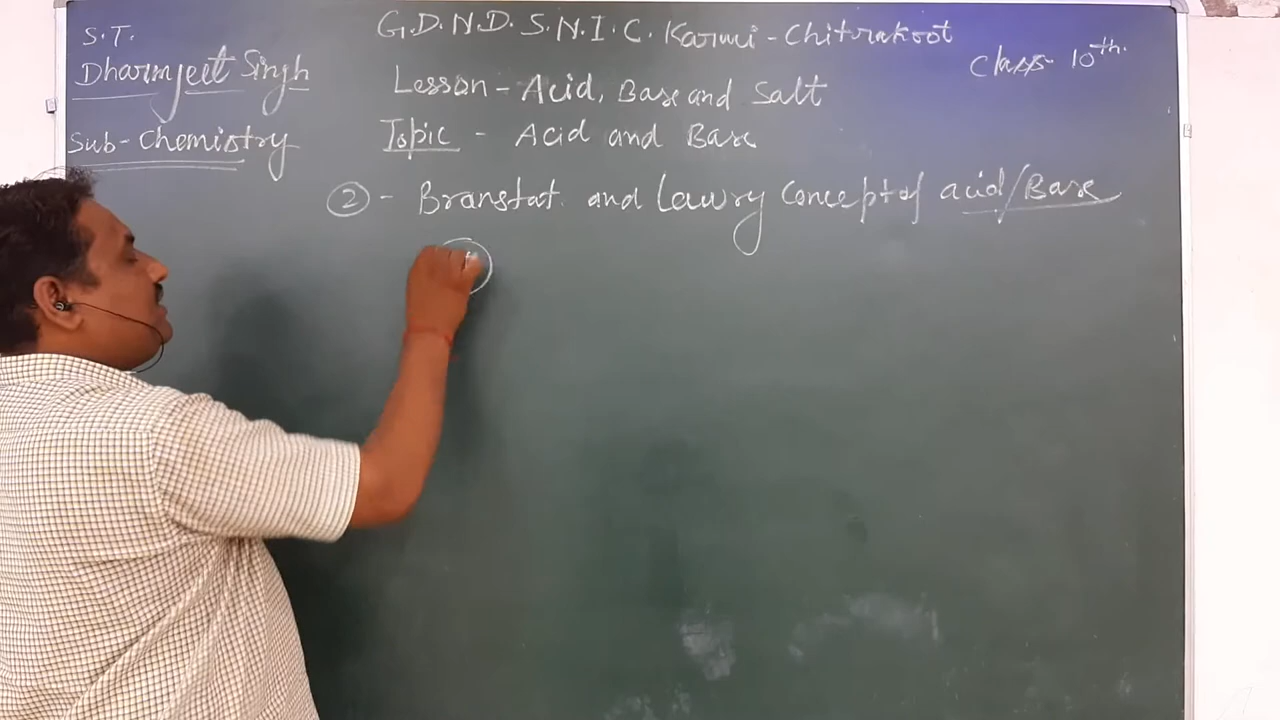 S.T.
Dharmjeet Singh
Sub-Chemistry
G.D.N.D.S.N.I.C. Karwi-Chitrakoot
Class- 10th.
Lesson - Acid, Base and Salt
Topic - Acid and Base
② - Branstat. and Lawry Concept of acid/Base